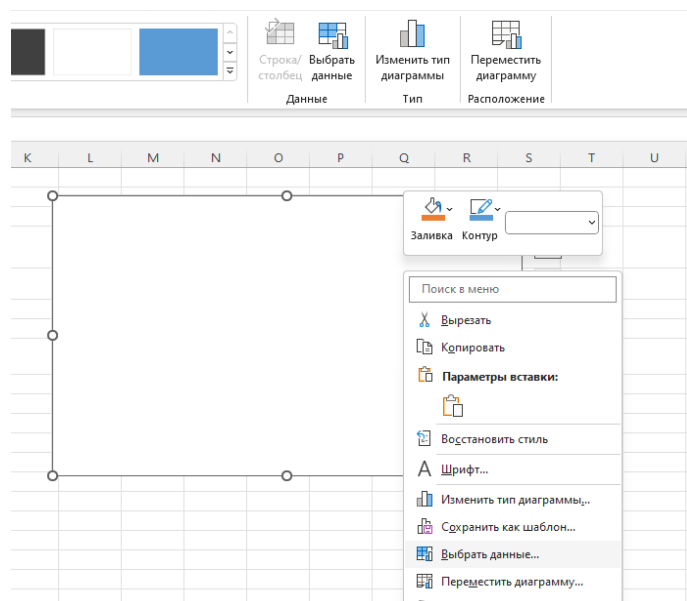 Строка/ Выбрать
столбец данные
Изменить тип
диаграммы
Переместить
диаграмму
Данные
Тип
Расположение
K L M N O P Q R S T U
Заливка Контур
Поиск в меню
Вырезать
Копировать
Параметры вставки:
Восстановить стиль
Шрифт...
Изменить тип диаграммы...
Сохранить как шаблон...
Выбрать данные...
Переместить диаграмму...